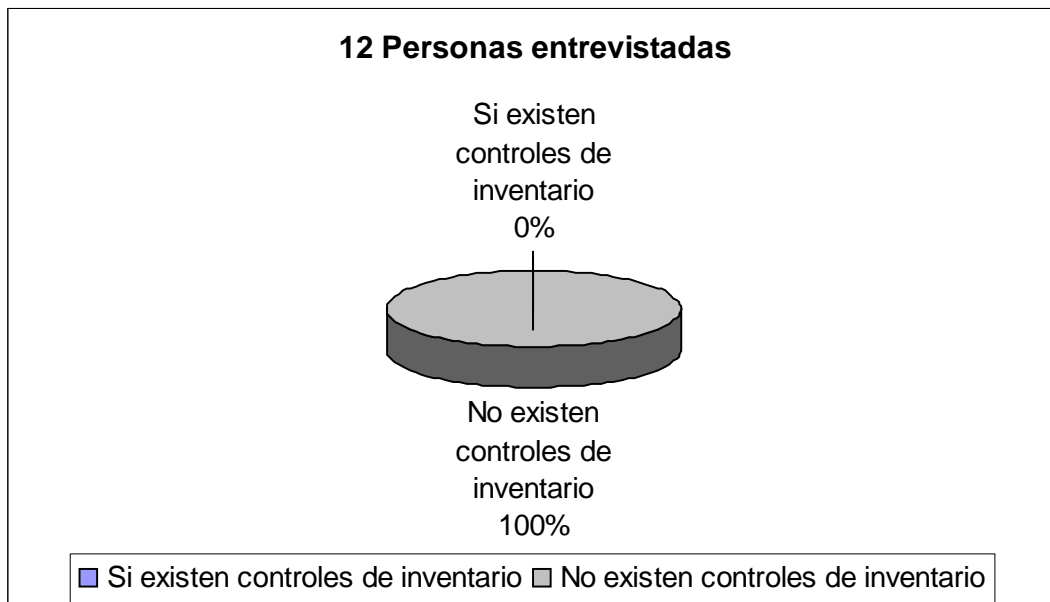 12 Personas entrevistadas
Si existen
controles de
inventario
0%
No existen
controles de
inventario
100%
Si existen controles de inventario No existen controles de inventario